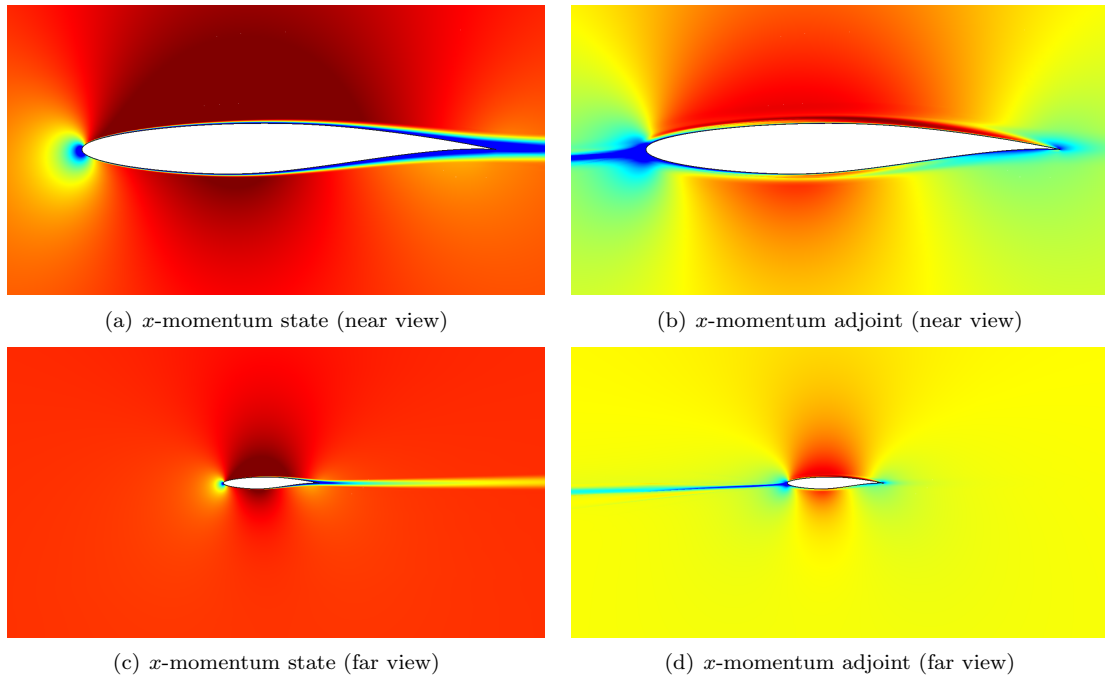 (a) x-momentum state (near view)
(b) x-momentum adjoint (near view)
(c) x-momentum state (far view)
(d) x-momentum adjoint (far view)